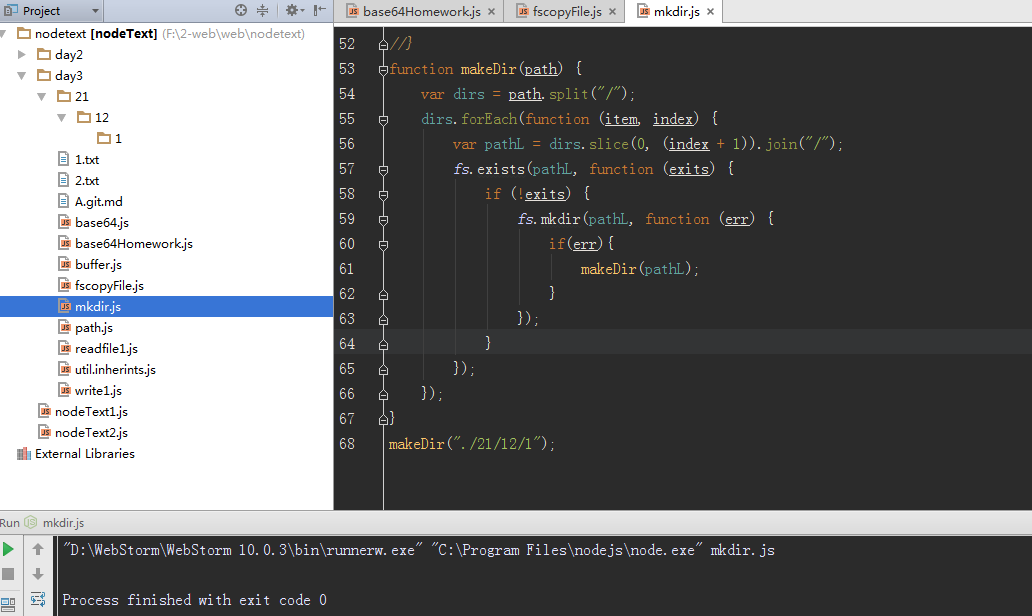 Project
base64Homework.js
fscopyFile.js
mkdir.js
nodetext [nodeText] (F:\2-web\web\nodetext)
day2
day3
21
12
1
1.txt
2.txt
A.git.md
base64.js
base64Homework.js
buffer.js
fscopyFile.js
mkdir.js
path.js
readfile1.js
util.inherints.js
write1.js
nodeText1.js
nodeText2.js
External Libraries
52 //}
53 function makeDir(path) {
54 var dirs = path.split("/");
55 dirs.forEach(function (item, index) {
56 var pathL = dirs.slice(0, (index + 1)).join("/");
57 fs.exists(pathL, function (exits) {
58 if (!exits) {
59 fs.mkdir(pathL, function (err) {
60 if(err){
61 makeDir(pathL);
62 }
63 });
64 }
65 });
66 });
67 }
68 makeDir("./21/12/1");
Run mkdir.js
"D:\WebStorm\WebStorm 10.0.3\bin\runnerw.exe" "C:\Program Files\nodejs\node.exe" mkdir.js
Process finished with exit code 0